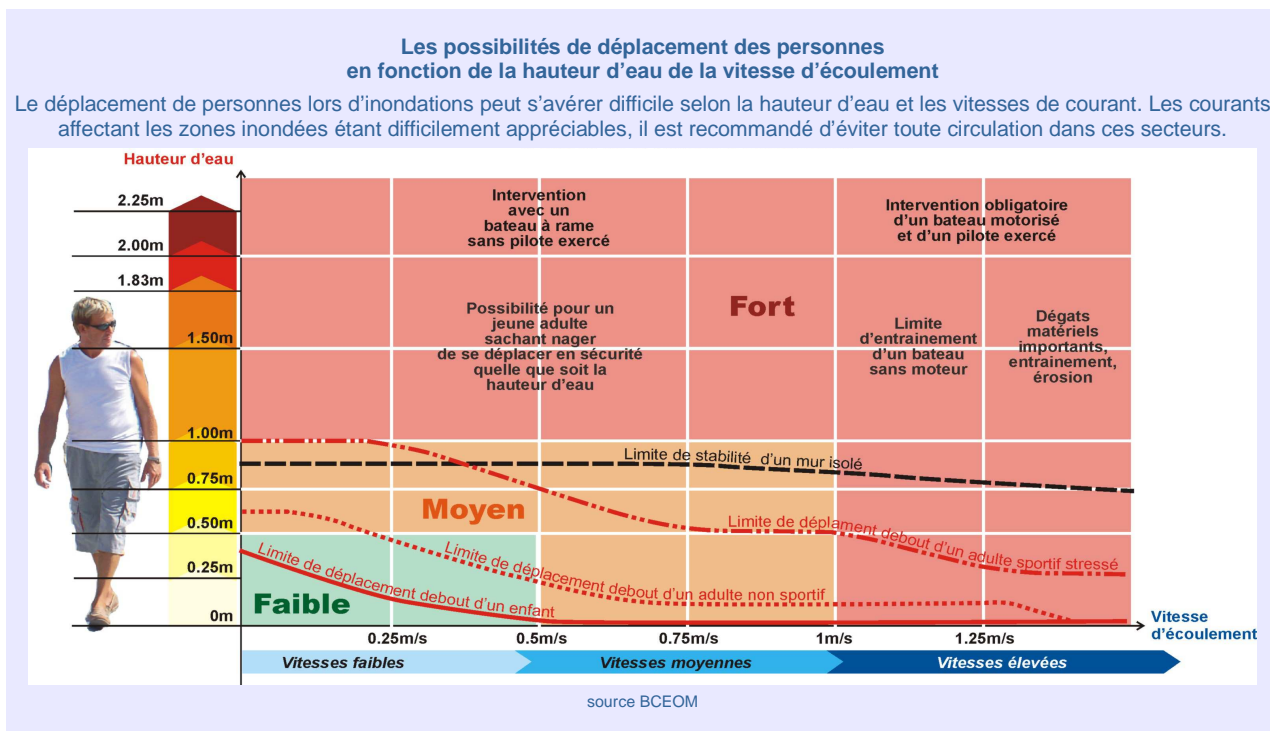 Les possibilités de déplacement des personnes
en fonction de la hauteur d'eau de la vitesse d'écoulement
Le déplacement de personnes lors d'inondations peut s'avérer difficile selon la hauteur d'eau et les vitesses de courant. Les courants
affectant les zones inondées étant difficilement appréciables, il est recommandé d'éviter toute circulation dans ces secteurs.
Hauteur d'eau
2.25m
2.00m
1.83m
1.50m
1.00m
0.75m
0.50m
0.25m
0m
Intervention
avec un
bateau à rame
sans pilote exercé
Intervention obligatoire
d'un bateau motorisé
et d'un pilote exercé
Fort
Possibilité pour un
jeune adulte
sachant nager
de se déplacer en sécurité
quelle que soit la
hauteur d'eau
Limite
d'entrainement
d'un bateau
sans moteur
Dégats
matériels
importants,
entrainement,
érosion
Limite de stabilité d'un mur isolé
Moyen
Limite de déplament debout d'un adulte sportif stressé
Limite de déplacement debout d'un adulte non sportif
Limite de déplacement debout d'un enfant
Faible
0.25m/s
0.5m/s
0.75m/s
1m/s
1.25m/s
Vitesse
d'écoulement
Vitesses faibles
Vitesses moyennes
Vitesses élevées
source BCEOM